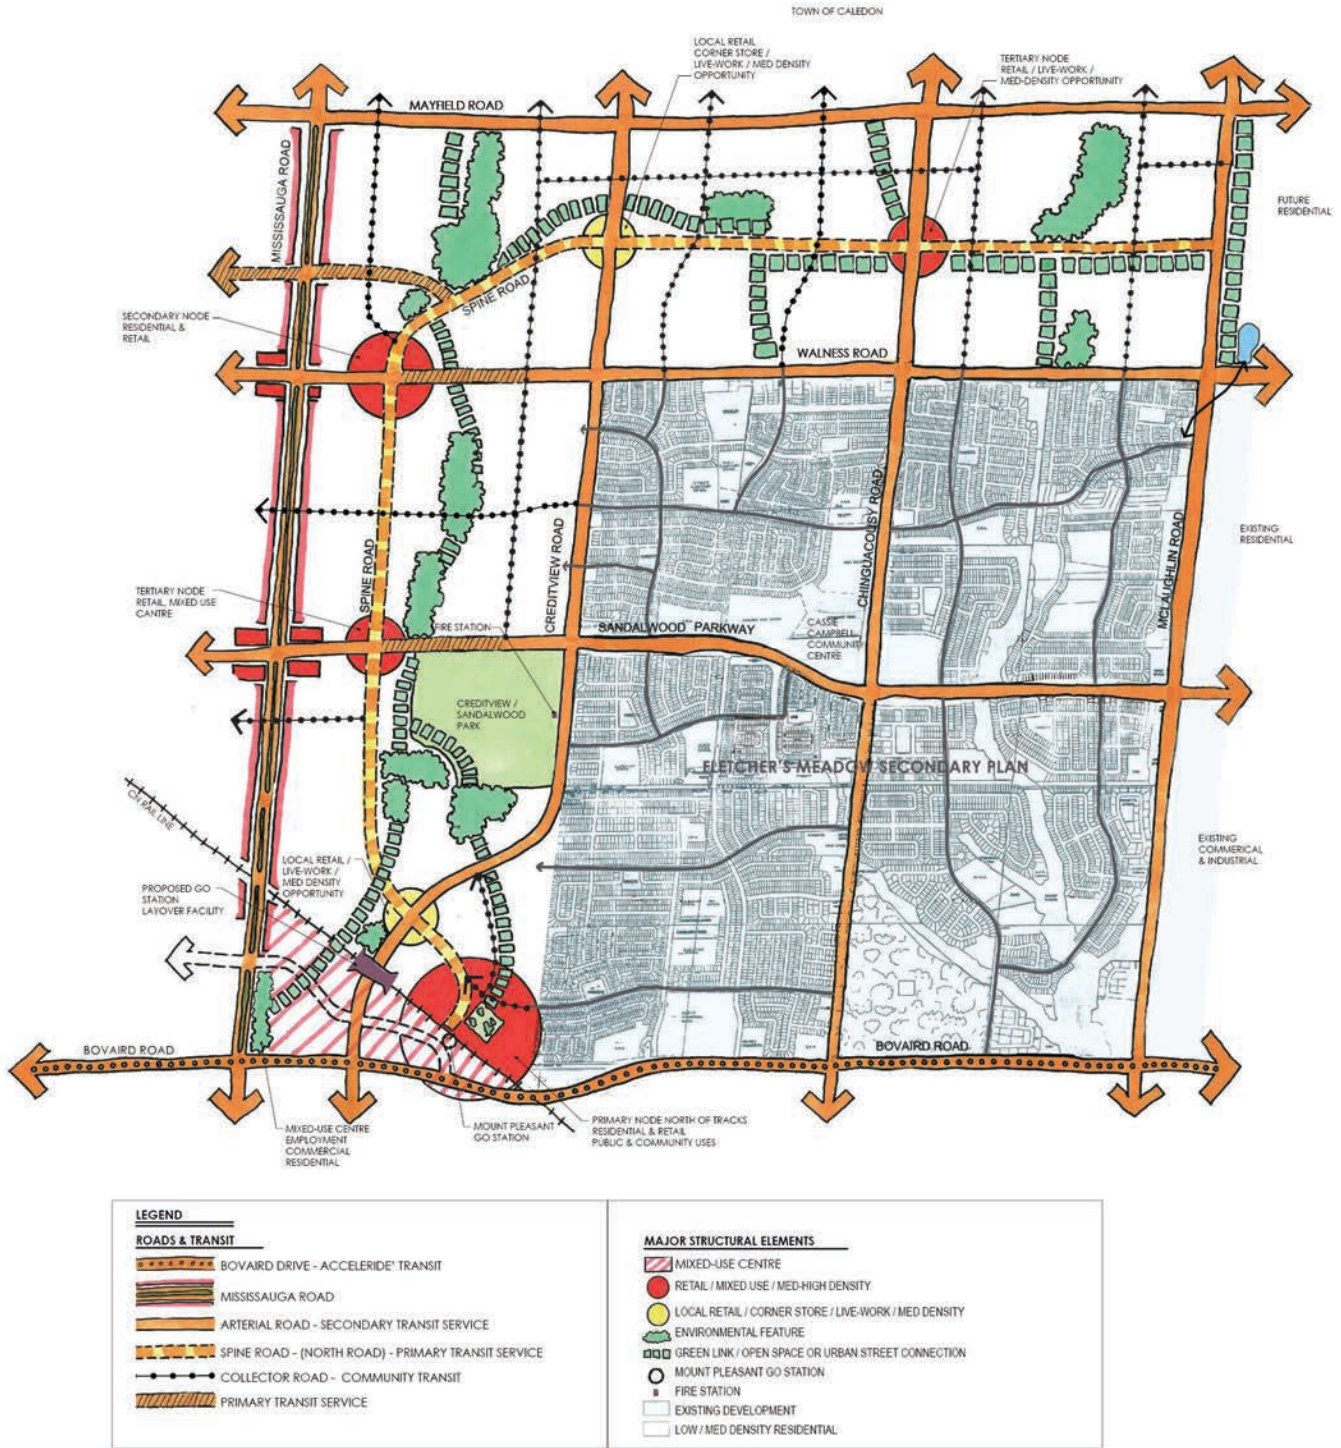 TOWN OF CALEDON
LOCAL RETAIL
CORNER STORE /
LIVE-WORK / MED DENSITY
OPPORTUNITY
TERTIARY NODE
RETAIL / LIVE-WORK /
MED-DENSITY OPPORTUNITY
MAYFIELD ROAD
MISSISSAUGA ROAD
FUTURE
RESIDENTIAL
SPINE ROAD
SECONDARY NODE
RESIDENTIAL &
RETAIL
WALNESS ROAD
CREDITVIEW ROAD
CHINGUACOUSY ROAD
MCLAUGHLIN ROAD
EXISTING
RESIDENTIAL
SPINE ROAD
TERTIARY NODE
RETAIL, MIXED USE
CANTRE
FIRE STATION
SANDALWOOD PARKWAY
CASSIE
CAMPBELL
COMMUNITY
CENTRE
CREDITVIEW /
SANDALWOOD
PARK
FLETCHER'S MEADOW SECONDARY PLAN
CN RAIL LINE
EXISTING
COMMERICAL
& INDUSTRIAL
LOCAL RETAIL /
LIVE-WORK /
MED DENSITY
OPPORTUNITY
PROPOSED GO
STATION
LAYOVER FACILITY
BOVAIRD ROAD
BOVAIRD ROAD
MIXED-USE CENTRE
EMPLOYMENT
COMMERCIAL
RESIDENTIAL
MOUNT PLEASANT
GO STATION
PRIMARY NODE NORTH OF TRACKS
RESIDENTIAL & RETAIL
PUBLIC & COMMUNITY USES
LEGEND
ROADS & TRANSIT
BOVAIRD DRIVE - ACCELERIDE' TRANSIT
MISSISSAUGA ROAD
ARTERIAL ROAD - SECONDARY TRANSIT SERVICE
SPINE ROAD - (NORTH ROAD) - PRIMARY TRANSIT SERVICE
COLLECTOR ROAD - COMMUNITY TRANSIT
PRIMARY TRANSIT SERVICE
MAJOR STRUCTURAL ELEMENTS
MIXED-USE CENTRE
RETAIL / MIXED USE / MED-HIGH DENSITY
LOCAL RETAIL / CORNER STORE / LIVE-WORK / MED DENSITY
ENVIRONMENTAL FEATURE
GREEN LINK / OPEN SPACE OR URBAN STREET CONNECTION
MOUNT PLEASANT GO STATION
FIRE STATION
EXISTING DEVELOPMENT
LOW / MED DENSITY RESIDENTIAL